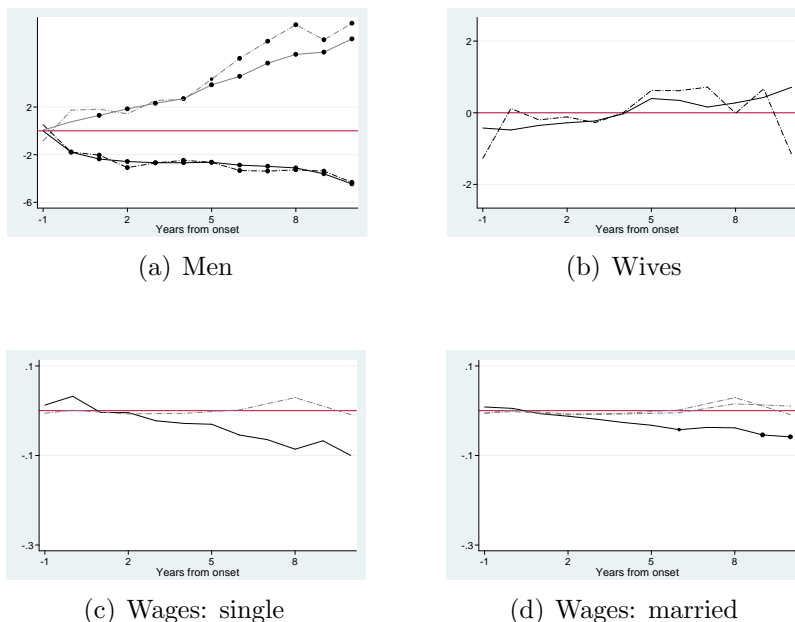 2
-2
-6
-1 2 5 8
Years from onset
(a) Men
2
0
-2
-1 2 5 8
Years from onset
(b) Wives
.1
-.1
-.3
-1 2 5 8
Years from onset
(c) Wages: single
.1
-.1
-.3
-1 2 5 8
Years from onset
(d) Wages: married